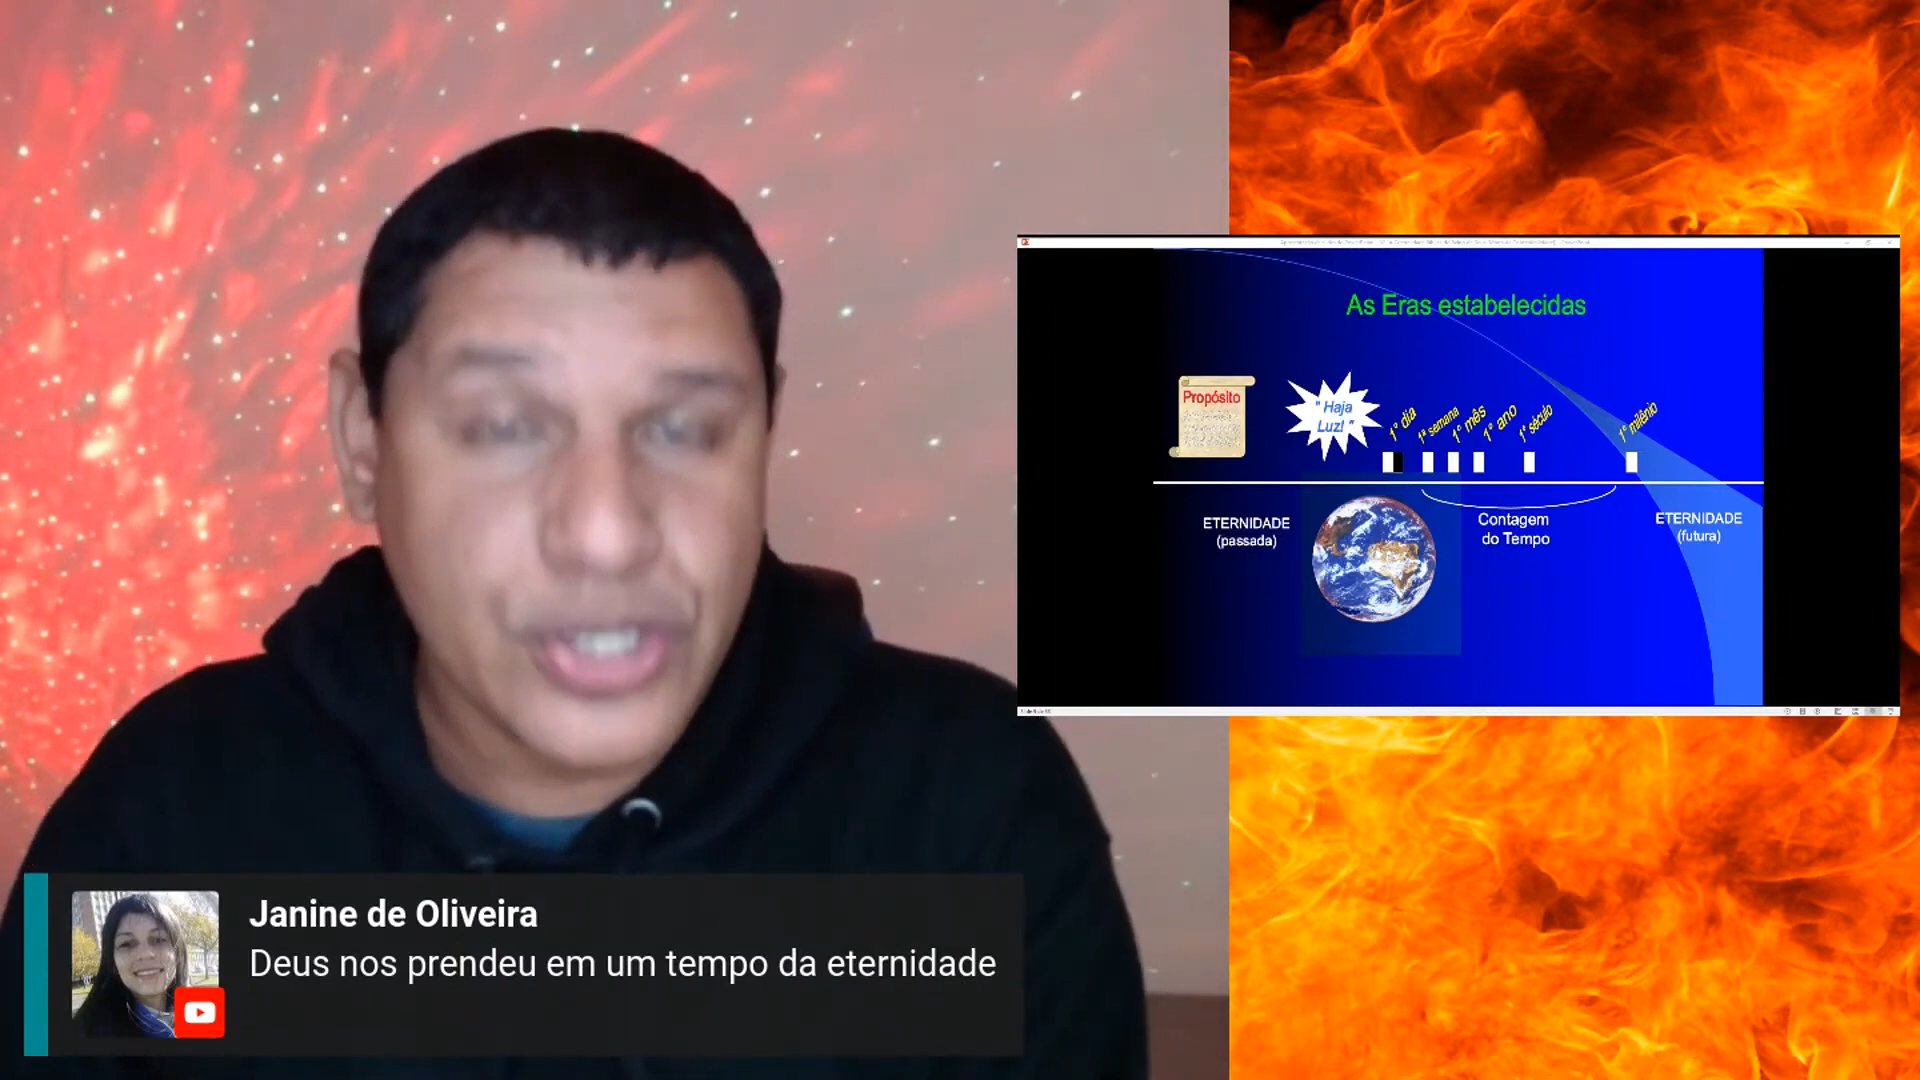 As Eras estabelecidas
Propósito
" Haja
Luz! "
1º dia
1ª semana
1º mês
1º ano
1º século
1º milênio
ETERNIDADE
(passada)
Contagem
do Tempo
ETERNIDADE
(futura)
Janine de Oliveira
Deus nos prendeu em um tempo da eternidade